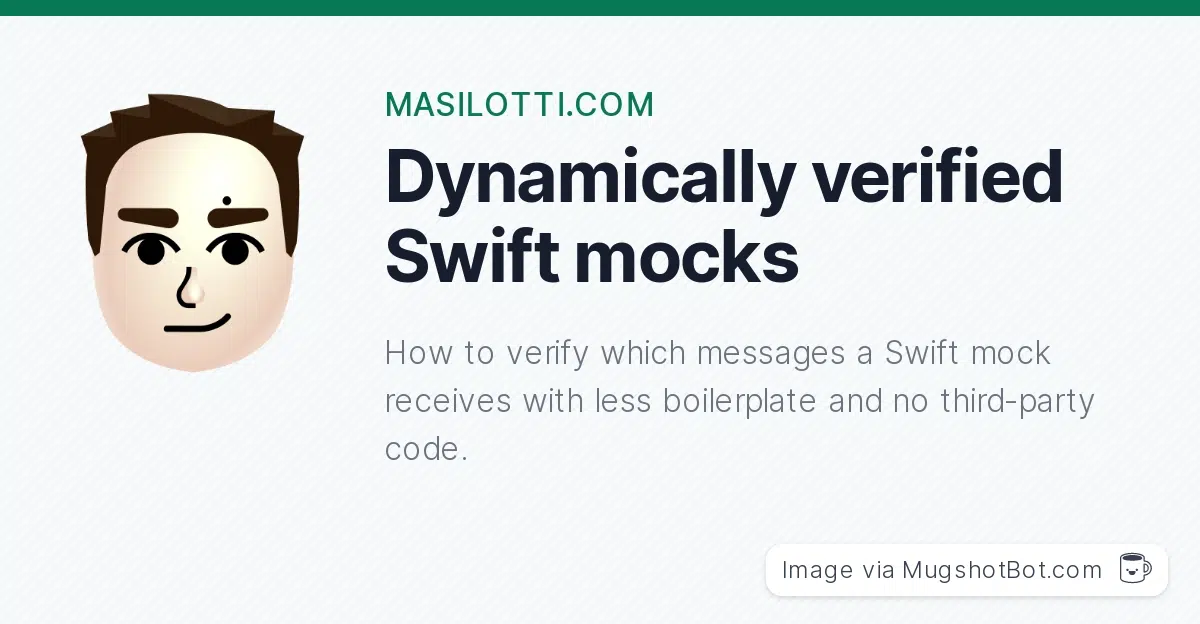 MASILOTTI.COM
Dynamically verified
Swift mocks
How to verify which messages a Swift mock
receives with less boilerplate and no third-party
code.
Image via MugshotBot.com